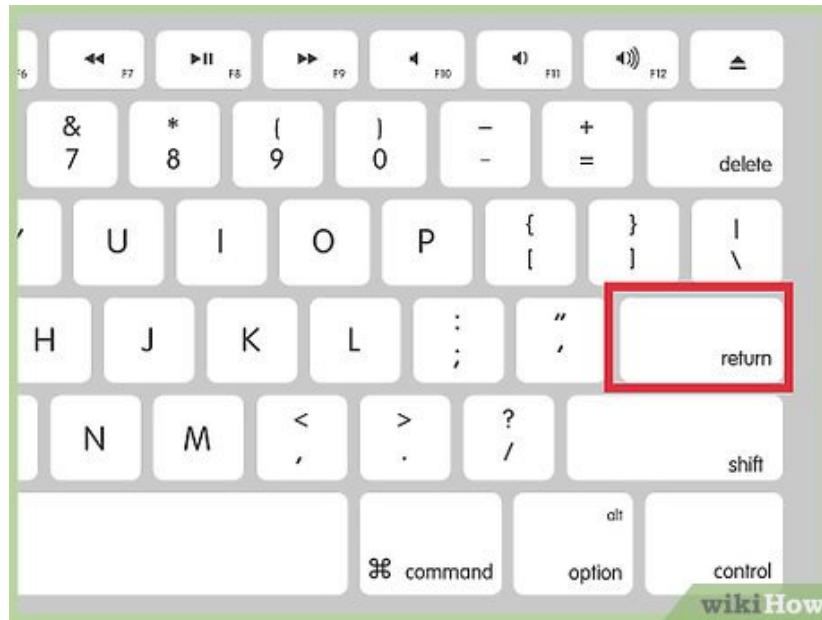 F6 F7 F8 F9 F10 F11 F12
& * ( ) – +
7 8 9 0 - = delete
{ } |
U I O P [ ] \
: "
H J K L ; ' return
< > ?
N M , . / shift
alt
⌘ command option control
wikiHow